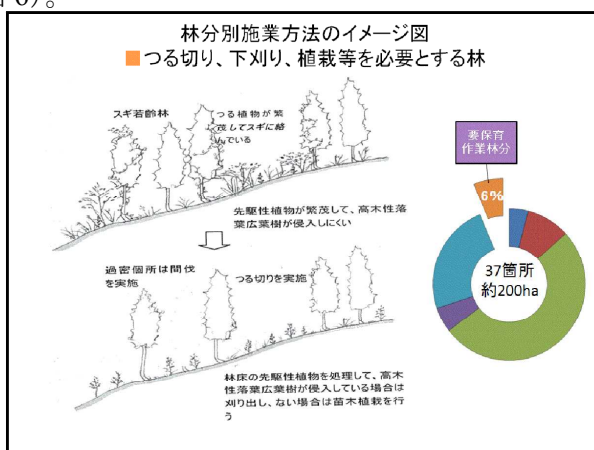 林分別施業方法のイメージ図
■つる切り、下刈り、植栽等を必要とする林
スギ若齢林
つる植物が繁
茂してスギに絡
んでいる
先駆性植物が繁茂して、高木性落
葉広葉樹が侵入しにくい
過密個所は間伐
を実施
つる切りを実施
林床の先駆性植物を処理して、高木
性落葉広葉樹が侵入している場合は
刈り出し、ない場合は苗木植栽を行
う
要保育
作業林分
6%
37箇所
約200ha